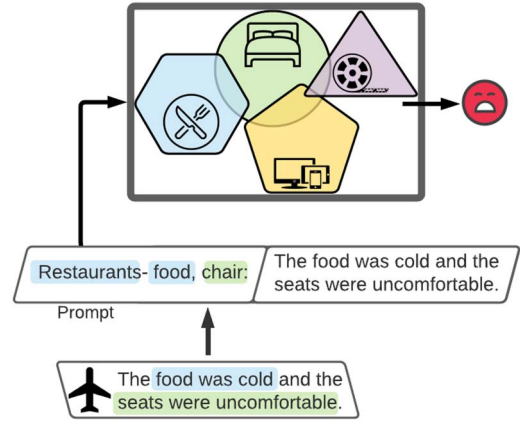 Restaurants- food, chair:
The food was cold and the
seats were uncomfortable.
Prompt
The food was cold and the
seats were uncomfortable.